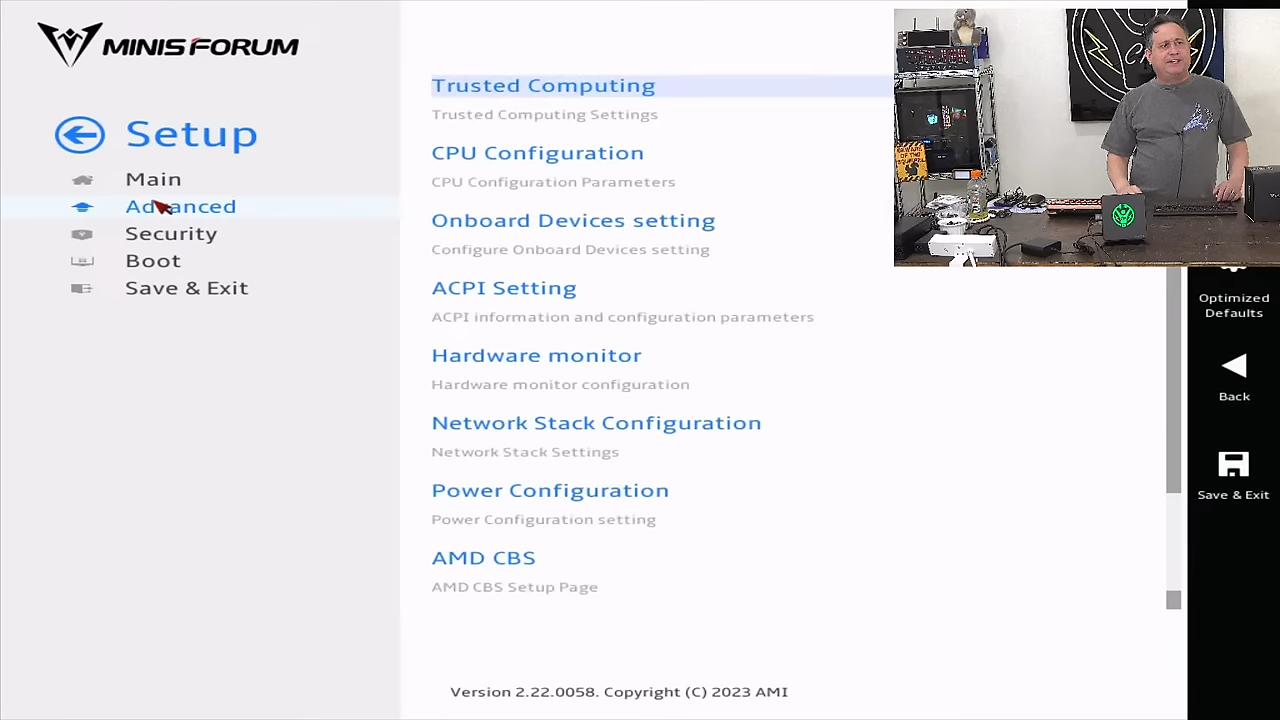 MINISFORUM
Setup
Main
Advanced
Security
Boot
Save & Exit
Trusted Computing
Trusted Computing Settings
CPU Configuration
CPU Configuration Parameters
Onboard Devices setting
Configure Onboard Devices setting
ACPI Setting
ACPI information and configuration parameters
Hardware monitor
Hardware monitor configuration
Network Stack Configuration
Network Stack Settings
Power Configuration
Power Configuration setting
AMD CBS
AMD CBS Setup Page
Version 2.22.0058. Copyright (C) 2023 AMI
BEWARE
OF THE
Optimized
Defaults
Back
Save & Exit